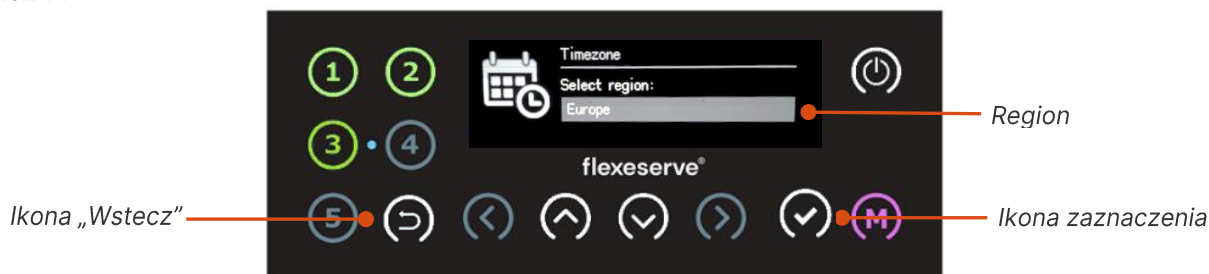 1 2
Timezone
Select region:
Europe
Region
3 4
flexeserve®
Ikona „Wstecz”
5
M
Ikona zaznaczenia